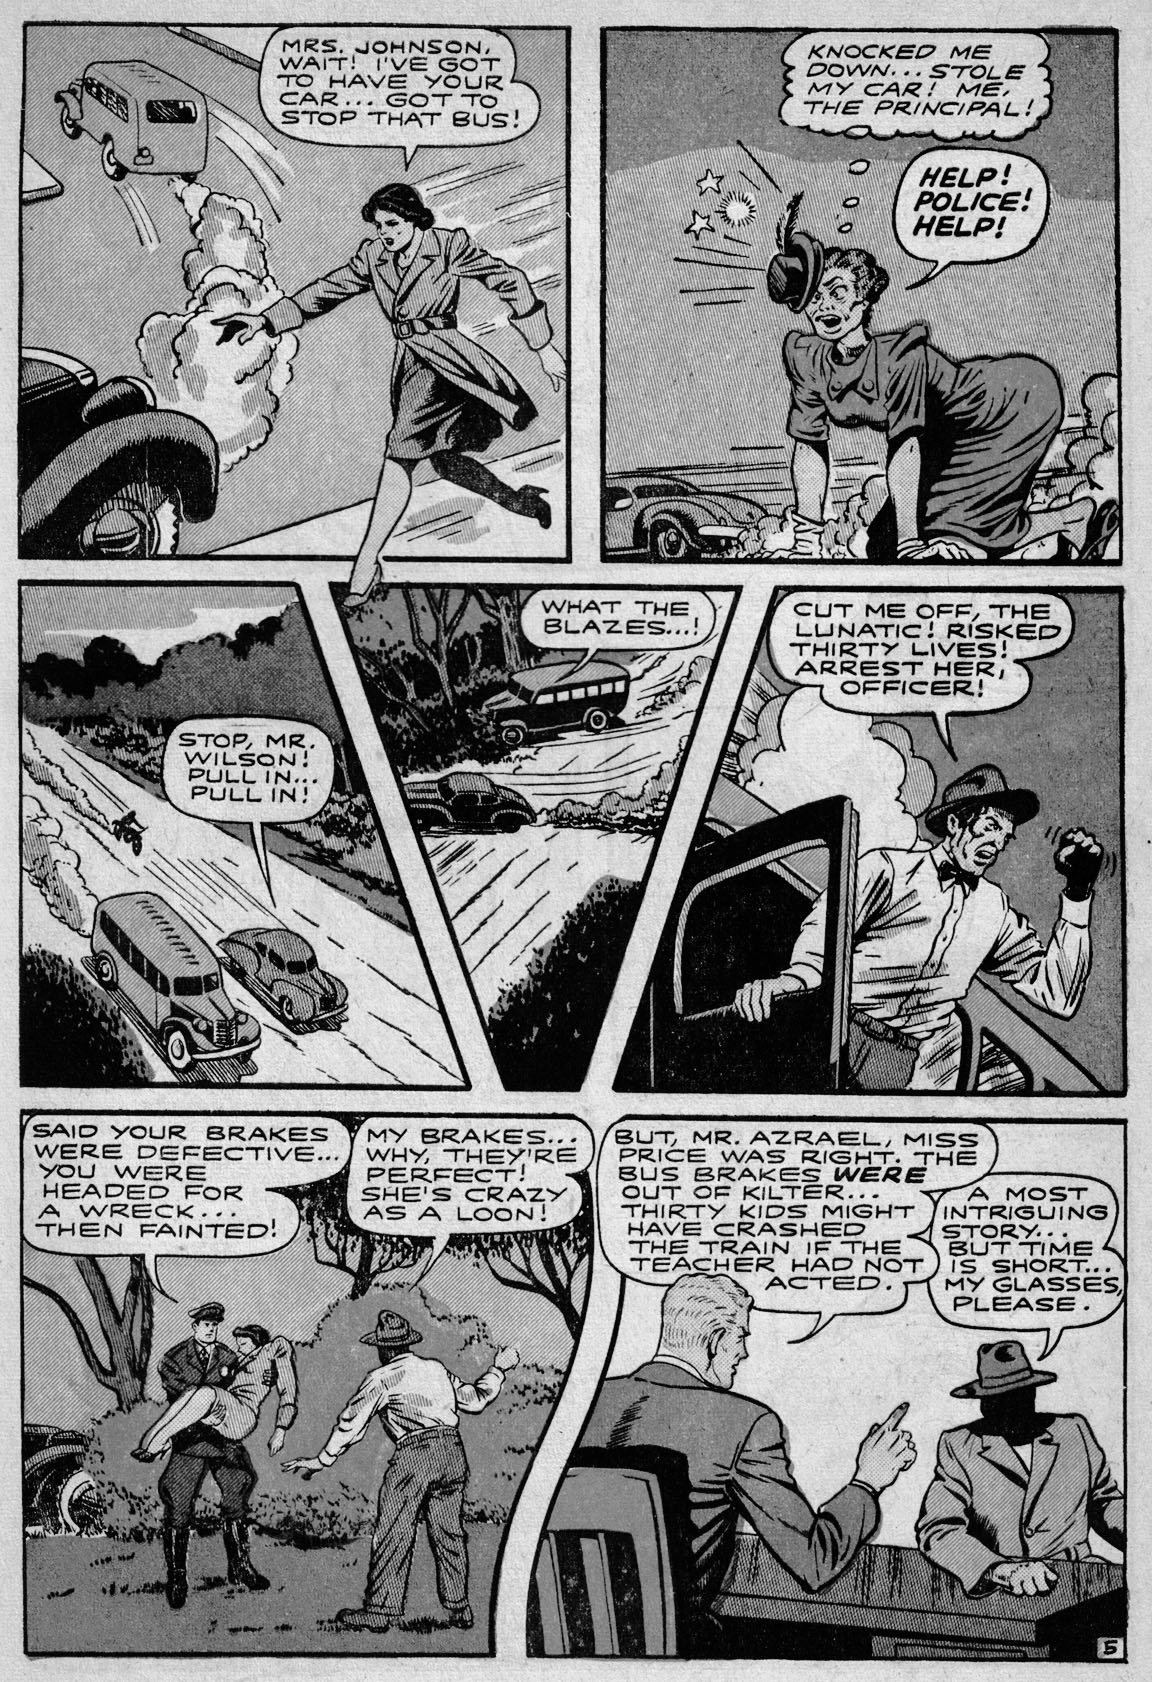 MRS. JOHNSON,
WAIT! I'VE GOT
TO HAVE YOUR
CAR... GOT TO
STOP THAT BUS!
KNOCKED ME
DOWN... STOLE
MY CAR! ME,
THE PRINCIPAL!
HELP!
POLICE!
HELP!
STOP, MR.
WILSON!
PULL IN...
PULL IN!
WHAT THE
BLAZES...!
CUT ME OFF, THE
LUNATIC! RISKED
THIRTY LIVES!
ARREST HER,
OFFICER!
SAID YOUR BRAKES
WERE DEFECTIVE...
YOU WERE
HEADED FOR
A WRECK...
THEN FAINTED!
MY BRAKES...
WHY, THEY'RE
PERFECT!
SHE'S CRAZY
AS A LOON!
BUT, MR. AZRAEL, MISS
PRICE WAS RIGHT. THE
BUS BRAKES WERE
OUT OF KILTER...
THIRTY KIDS MIGHT
HAVE CRASHED
THE TRAIN IF THE
TEACHER HAD NOT
ACTED.
A MOST
INTRIGUING
STORY...
BUT TIME
IS SHORT...
MY GLASSES,
PLEASE.
5